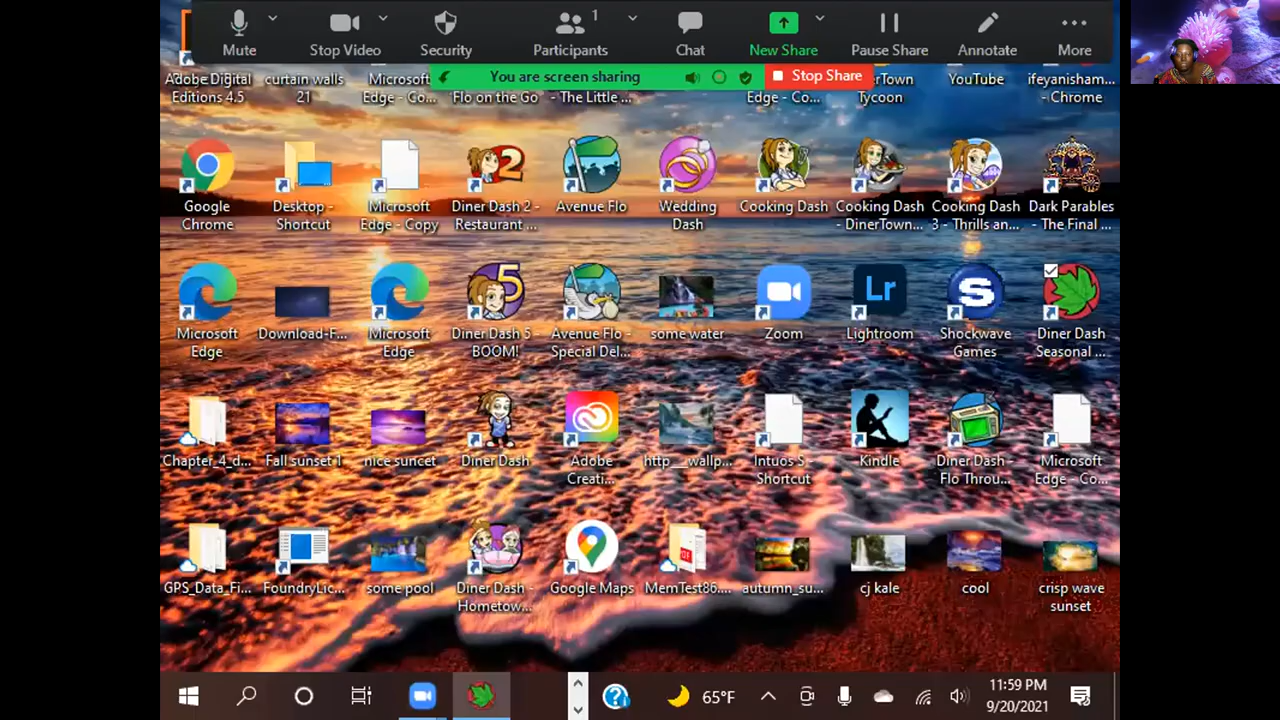 1
Mute
Stop Video
Security
Participants
Chat
New Share
Pause Share
Annotate
More
You are screen sharing
Stop Share
Adobe Digital
Editions 4.5
curtain walls
21
Microsoft
Edge - Co...
Flo on the Go
- The Little ...
Edge - Co...
Tycoon
YouTube
ifeyanisham...
- Chrome
Google
Chrome
Desktop -
Shortcut
Microsoft
Edge - Copy
2
Diner Dash 2 -
Restaurant ...
Avenue Flo
Wedding
Dash
Cooking Dash
Cooking Dash
- DinerTown...
Cooking Dash
3 - Thrills an...
Dark Parables
- The Final ...
Microsoft
Edge
Download-F...
Microsoft
Edge
5
Diner Dash 5 -
BOOM!
Avenue Flo -
Special Del...
some water
Zoom
Lr
Lightroom
S
Shockwave
Games
Diner Dash
Seasonal ...
Chapter_4_d...
Fall sunset 1
nice suncet
Diner Dash
Adobe
Creati...
http___wallp...
Intuos S -
Shortcut
Kindle
Diner Dash -
Flo Throu...
Microsoft
Edge - Co...
GPS_Data_Fi...
FoundryLic...
some pool
Diner Dash -
Hometow...
Google Maps
MemTest86....
autumn_su...
cj kale
cool
crisp wave
sunset
65°F
11:59 PM
9/20/2021